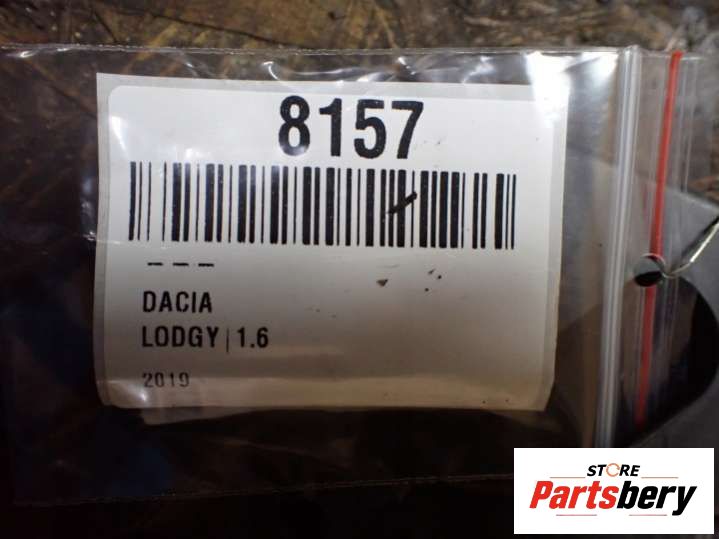 8157
DACIA
LODGY | 1.6
2019
STORE
Partsbery